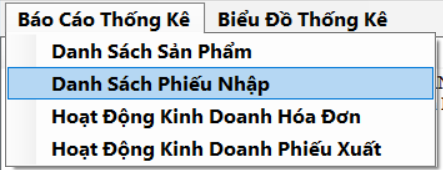 Báo Cáo Thống Kê Biểu Đồ Thống Kê
Danh Sách Sản Phẩm
Danh Sách Phiếu Nhập
Hoạt Động Kinh Doanh Hóa Đơn
Hoạt Động Kinh Doanh Phiếu Xuất